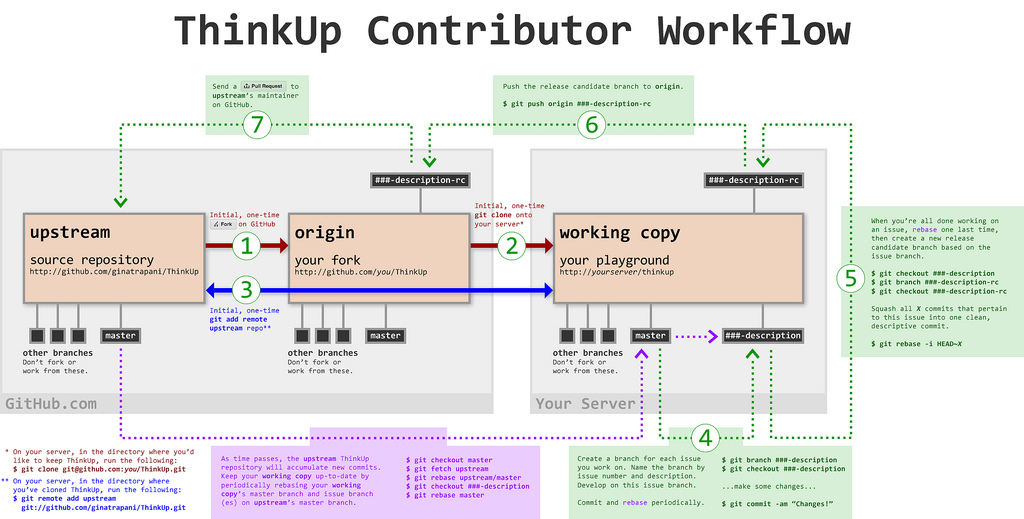 ThinkUp Contributor Workflow
Send a Pull Request to
upstream's maintainer
on GitHub.
7
Push the release candidate branch to origin.
$ git push origin ###-description-rc
6
###-description-rc
###-description-rc
upstream
source repository
http://github.com/ginatrapani/ThinkUp
Initial, one-time
Fork on GitHub
1
origin
your fork
http://github.com/you/ThinkUp
Initial, one-time
git clone onto
your server*
2
working copy
your playground
http://yourserver/thinkup
3
Initial, one-time
git add remote
upstream repo**
When you're all done working on
an issue, rebase one last time,
then create a new release
candidate branch based on the
issue branch.
$ git checkout ###-description
$ git branch ###-description-rc
$ git checkout ###-description-rc
Squash all X commits that pertain
to this issue into one clean,
descriptive commit.
$ git rebase -i HEAD~X
5
master
other branches
Don't fork or
work from these.
master
other branches
Don't fork or
work from these.
master
###-description
other branches
Don't fork or
work from these.
GitHub.com
Your Server
4
* On your server, in the directory where you'd
like to keep ThinkUp, run the following:
$ git clone git@github.com:you/ThinkUp.git
** On your server, in the directory where
you've cloned ThinkUp, run the following:
$ git remote add upstream
git://github.com/ginatrapani/ThinkUp.git
As time passes, the upstream ThinkUp
repository will accumulate new commits.
Keep your working copy up-to-date by
periodically rebasing your working
copy's master branch and issue branch
(es) on upstream's master branch.
$ git checkout master
$ git fetch upstream
$ git rebase upstream/master
$ git checkout ###-description
$ git rebase master
Create a branch for each issue
you work on. Name the branch by
issue number and description.
Develop on this issue branch.
Commit and rebase periodically.
$ git branch ###-description
$ git checkout ###-description
...make some changes...
$ git commit -am "Changes!"